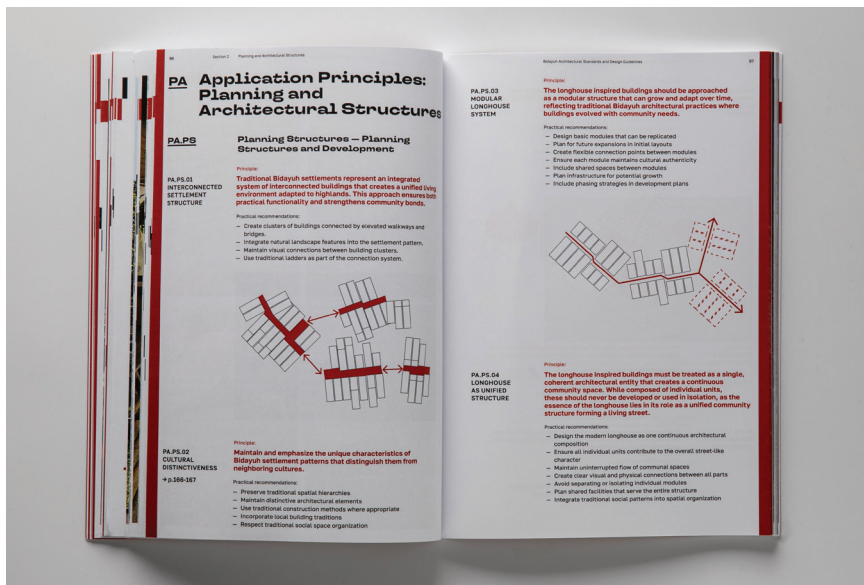 96 Section 2 Planning and Architectural Structures
PA Application Principles:
Planning and
Architectural Structures
PA.PS Planning Structures — Planning
Structures and Development
PA.PS.01
INTERCONNECTED
SETTLEMENT
STRUCTURE
Principle:
Traditional Bidayuh settlements represent an integrated
system of interconnected buildings that creates a unified living
environment adapted to highlands. This approach ensures both
practical functionality and strengthens community bonds.
Practical recommendations:
— Create clusters of buildings connected by elevated walkways and
bridges.
— Integrate natural landscape features into the settlement pattern.
— Maintain visual connections between building clusters.
— Use traditional ladders as part of the connection system.
PA.PS.02
CULTURAL
DISTINCTIVENESS
→ p.166-167
Principle:
Maintain and emphasize the unique characteristics of
Bidayuh settlement patterns that distinguish them from
neighboring cultures.
Practical recommendations:
— Preserve traditional spatial hierarchies
— Maintain distinctive architectural elements
— Use traditional construction methods where appropriate
— Incorporate local building traditions
— Respect traditional social space organization
Bidayuh Architectural Standards and Design Guidelines 97
PA.PS.03
MODULAR
LONGHOUSE
SYSTEM
Principle:
The longhouse inspired buildings should be approached
as a modular structure that can grow and adapt over time,
reflecting traditional Bidayuh architectural practices where
buildings evolved with community needs.
Practical recommendations:
— Design basic modules that can be replicated
— Plan for future expansions in initial layouts
— Create flexible connection points between modules
— Ensure each module maintains cultural authenticity
— Include shared spaces between modules
— Plan infrastructure for potential growth
— Include phasing strategies in development plans
PA.PS.04
LONGHOUSE
AS UNIFIED
STRUCTURE
Principle:
The longhouse inspired buildings must be treated as a single,
coherent architectural entity that creates a continuous
community space. While composed of individual units,
these should never be developed or used in isolation, as the
essence of the longhouse lies in its role as a unified community
structure forming a living street.
Practical recommendations:
— Design the modern longhouse as one continuous architectural
composition
— Ensure all individual units contribute to the overall street-like
character
— Maintain uninterrupted flow of communal spaces
— Create clear visual and physical connections between all parts
— Avoid separating or isolating individual modules
— Plan shared facilities that serve the entire structure
— Integrate traditional social patterns into spatial organization